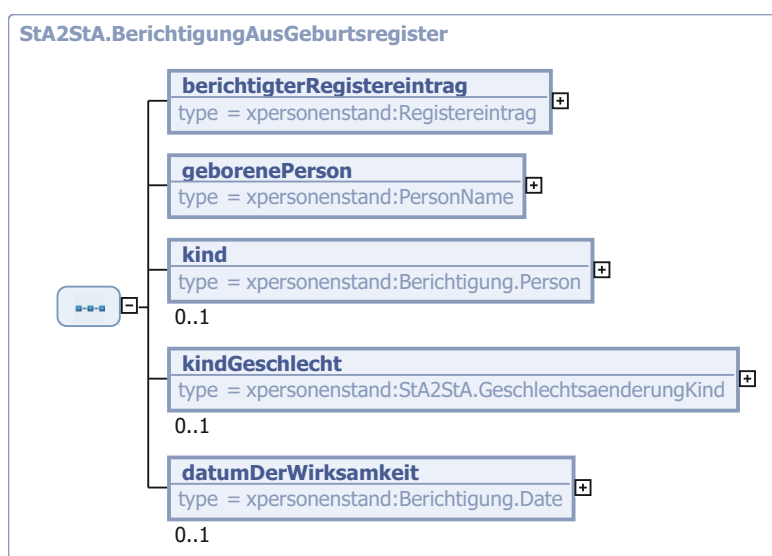 StA2StA.BerichtigungAusGeburtsregister
berichtigterRegistereintrag
type = xpersonenstand:Registereintrag
geborenePerson
type = xpersonenstand:PersonName
kind
type = xpersonenstand:Berichtigung.Person
0..1
kindGeschlecht
type = xpersonenstand:StA2StA.GeschlechtsaenderungKind
0..1
datumDerWirksamkeit
type = xpersonenstand:Berichtigung.Date
0..1